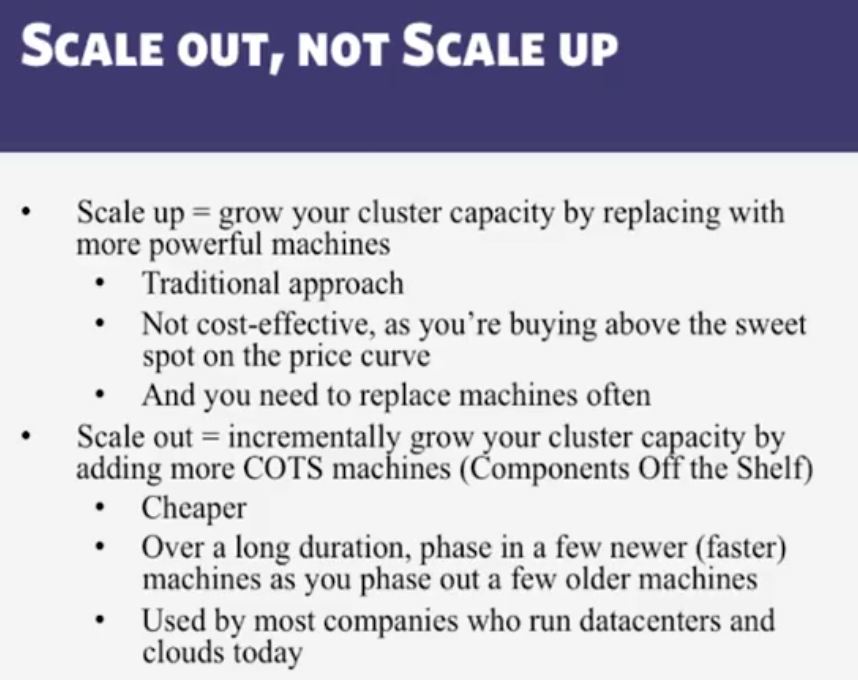 SCALE OUT, NOT SCALE UP
• Scale up = grow your cluster capacity by replacing with
more powerful machines
• Traditional approach
• Not cost-effective, as you’re buying above the sweet
spot on the price curve
• And you need to replace machines often
• Scale out = incrementally grow your cluster capacity by
adding more COTS machines (Components Off the Shelf)
• Cheaper
• Over a long duration, phase in a few newer (faster)
machines as you phase out a few older machines
• Used by most companies who run datacenters and
clouds today